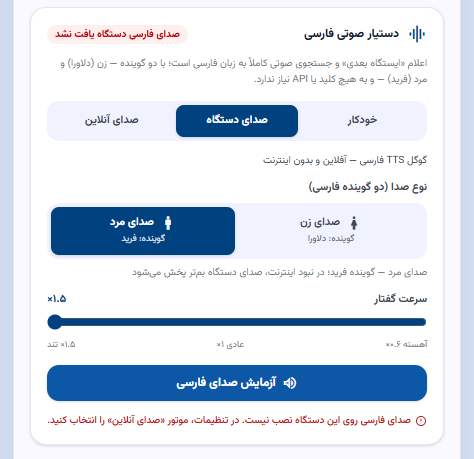 دستیار صوتی فارسی
صدای فارسی دستگاه یافت نشد
اعلام «ایستگاه بعدی» و جستجوی صوتی کاملاً به زبان فارسی است؛ با دو گوینده — زن (دلاورا) و
مرد (فرید) — و به هیچ کلید یا API نیاز ندارد.
خودکار
صدای دستگاه
صدای آنلاین
گوگل TTS فارسی — آفلاین و بدون اینترنت
نوع صدا (دو گوینده فارسی)
صدای زن
گوینده: دلاورا
صدای مرد
گوینده: فرید
صدای مرد — گوینده فرید؛ در نبود اینترنت، صدای دستگاه بم‌تر پخش می‌شود
سرعت گفتار
×۱.۵
آهسته ۰.۶×
عادی ۱×
۱.۵× تند
آزمایش صدای فارسی
صدای فارسی روی این دستگاه نصب نیست. در تنظیمات، موتور «صدای آنلاین» را انتخاب کنید.